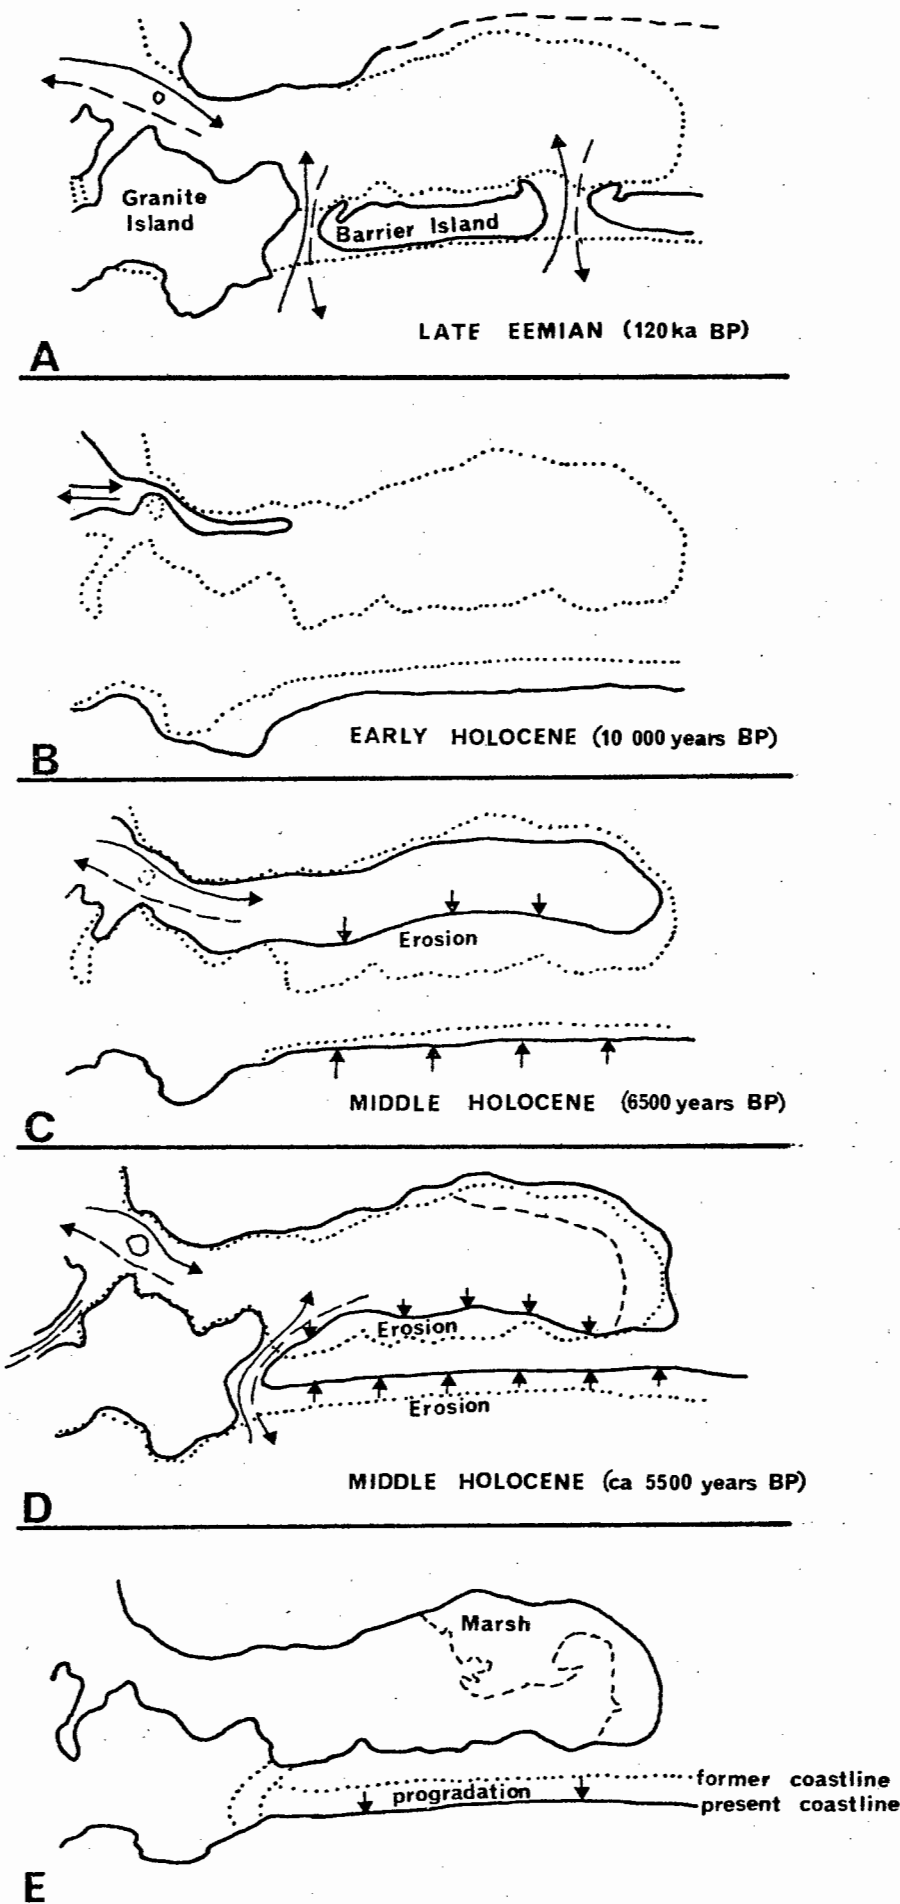 Granite
Island
Barrier Island
LATE EEMIAN (120ka BP)
A
EARLY HOLOCENE (10 000 years BP)
B
Erosion
MIDDLE HOLOCENE (6500 years BP)
C
Erosion
Erosion
MIDDLE HOLOCENE (ca 5500 years BP)
D
Marsh
former coastline
progradation
present coastline
E